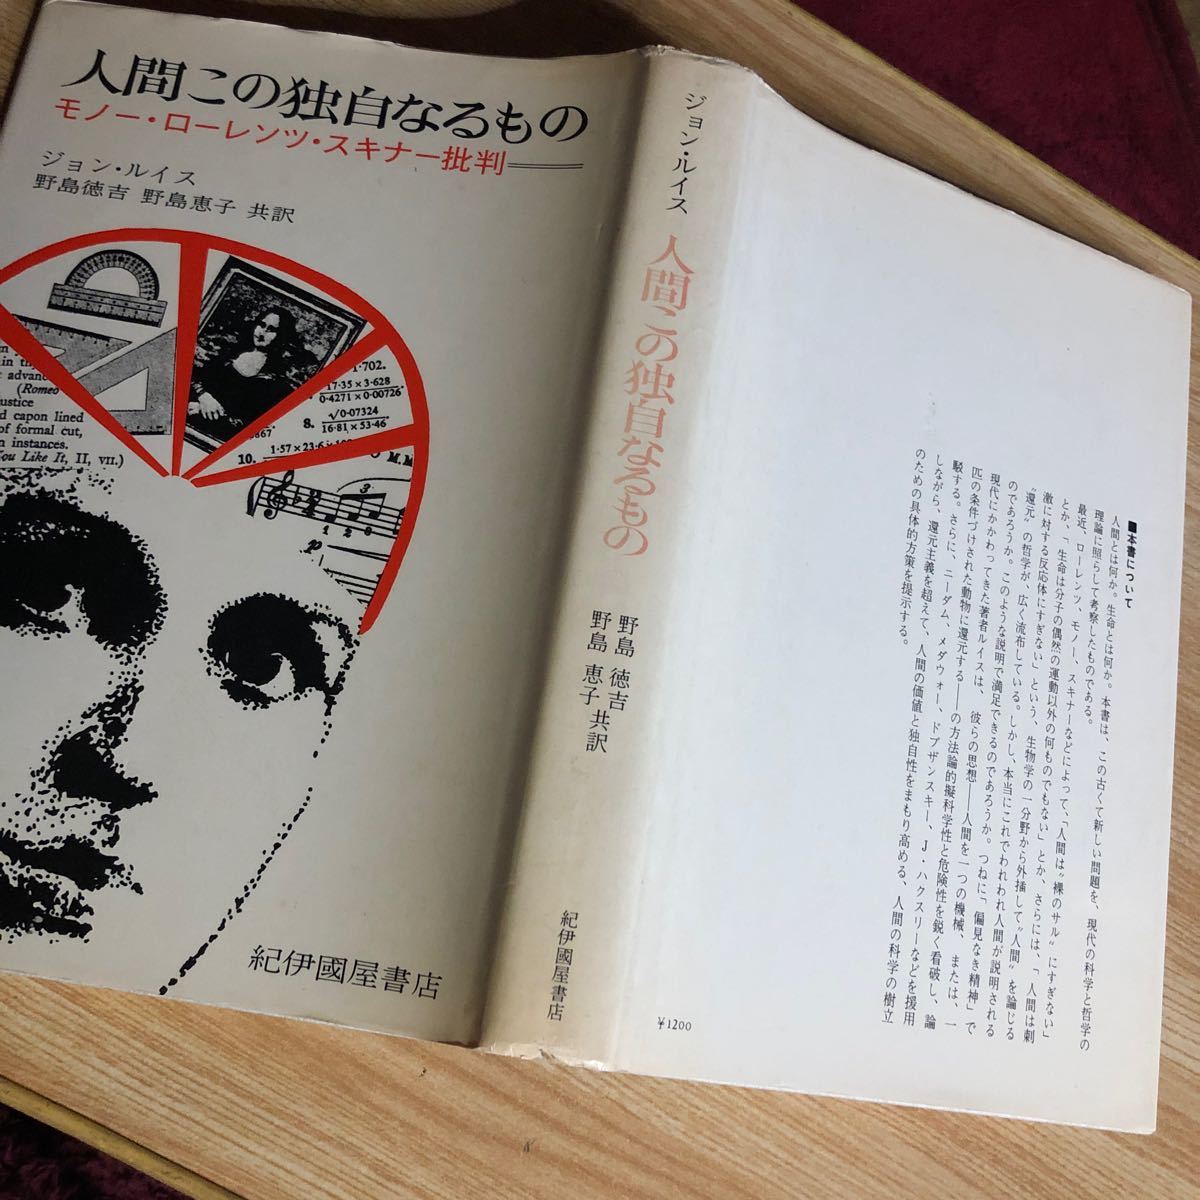 人間この独自なるもの
モノー・ローレンツ・スキナー批判——
ジョン・ルイス
野島徳吉 野島恵子 共訳
in th
advanc
(Romeo
ustice
d capon lined
of formal cut,
n instances.
You Like It, II, VII.)
1·702.
17·35 × 3·628
0·4271 × 0·00726
8.
√0·07324
16·81 × 53·46
0667
10.
1·57 × 23·6
M.M.
3
1 2 0
p
紀伊國屋書店
ジョン・ルイス
人間この独自なるもの
野島 徳吉
野島 恵子 共訳
紀伊國屋書店
■本書について
人間とは何か。生命とは何か。本書は、この古くて新しい問題を、現代の科学と哲学の
理論に照らして考察したものである。
最近、ローレンツ、モノー、スキナーなどによって、「人間は“裸のサル”にすぎない」
とか、「生命は分子の偶然の運動以外の何ものでもない」とか、さらには、「人間は刺
激に対する反応体にすぎない」という、生物学の一分野から外挿して“人間”を論じる
“還元”の哲学が、広く流布している。しかし、本当にこれでわれわれ人間が説明される
のであろうか。このような説明で満足できるのであろうか。つねに「偏見なき精神」で
現代にかかわってきた著者ルイスは、彼らの思想——人間を一つの機械、または、一
匹の条件づけされた動物に還元する——の方法論的擬科学性と危険性を鋭く看破し、論
駁する。さらに、ニーダム、メダウォー、ドブザンスキー、J・ハクスリーなどを援用
しながら、還元主義を超えて、人間の価値と独自性をまもり高める、人間の科学の樹立
のための具体的方策を提示する。
¥1200